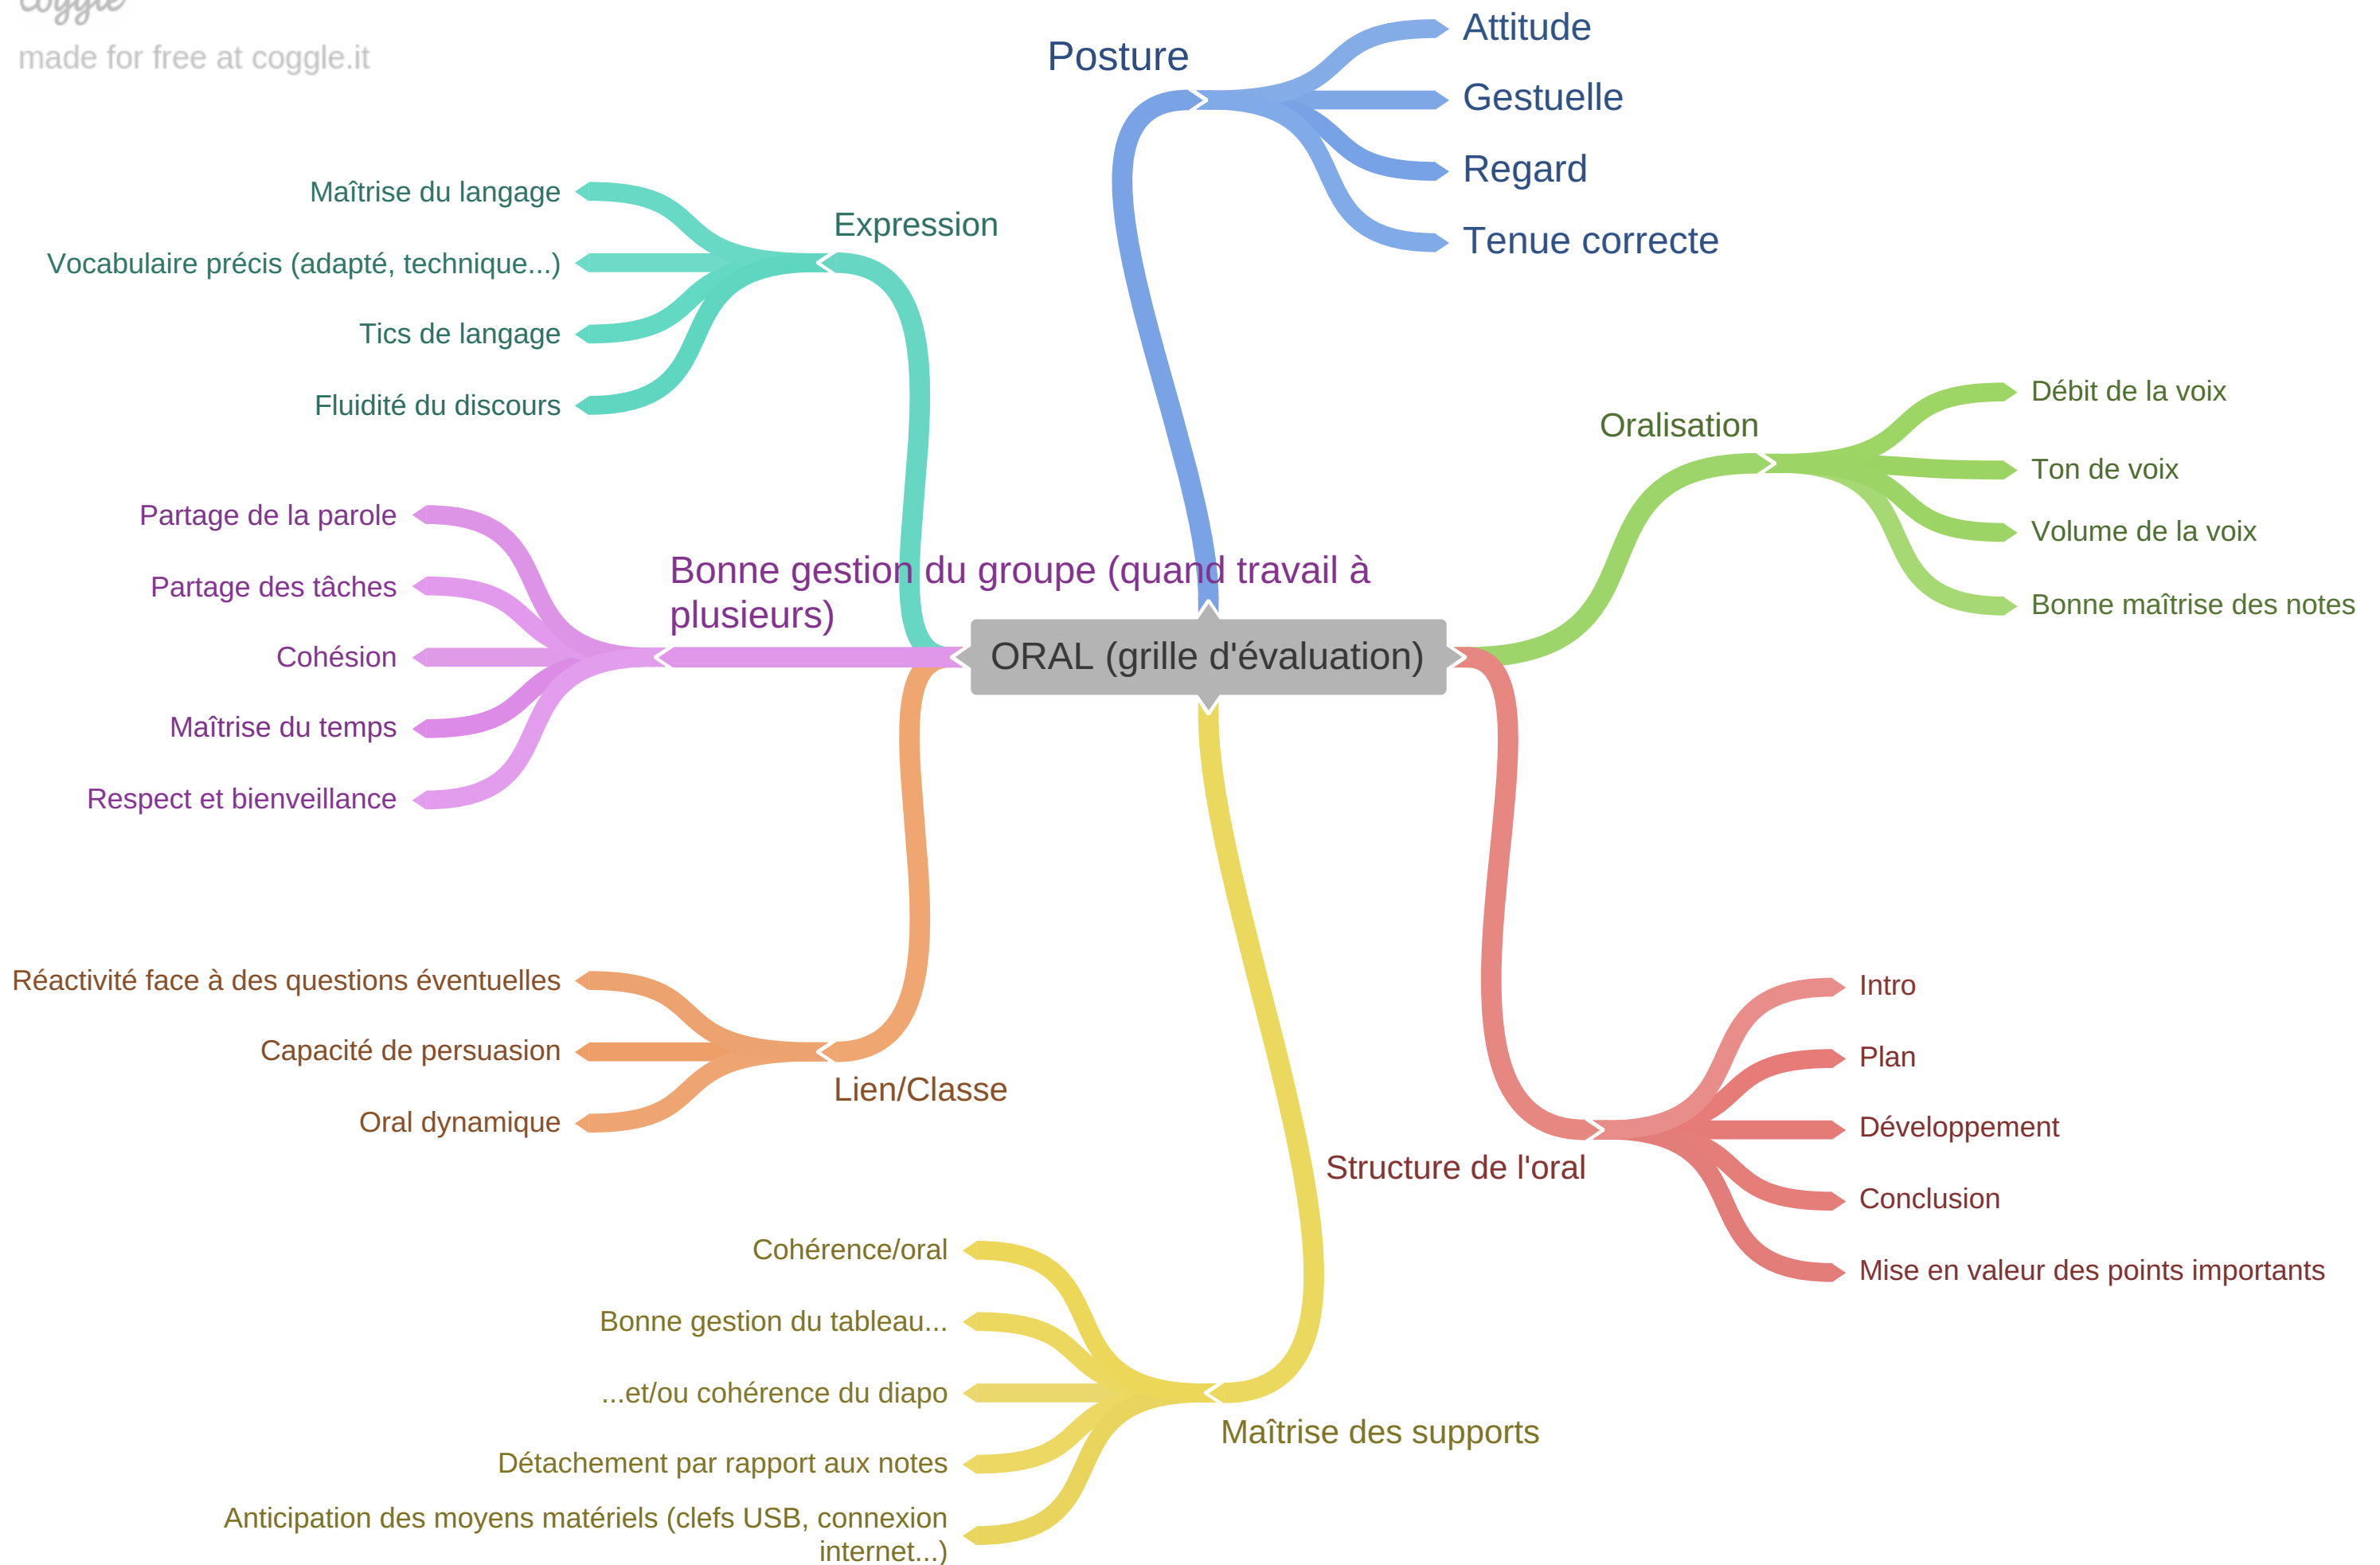 coggle
made for free at coggle.it
Posture
Attitude
Gestuelle
Regard
Tenue correcte
Expression
Maîtrise du langage
Vocabulaire précis (adapté, technique...)
Tics de langage
Fluidité du discours
Oralisation
Débit de la voix
Ton de voix
Volume de la voix
Bonne maîtrise des notes
Bonne gestion du groupe (quand travail à
plusieurs)
Partage de la parole
Partage des tâches
Cohésion
Maîtrise du temps
Respect et bienveillance
ORAL (grille d'évaluation)
Lien/Classe
Réactivité face à des questions éventuelles
Capacité de persuasion
Oral dynamique
Structure de l'oral
Intro
Plan
Développement
Conclusion
Mise en valeur des points importants
Maîtrise des supports
Cohérence/oral
Bonne gestion du tableau...
...et/ou cohérence du diapo
Détachement par rapport aux notes
Anticipation des moyens matériels (clefs USB, connexion
internet...)